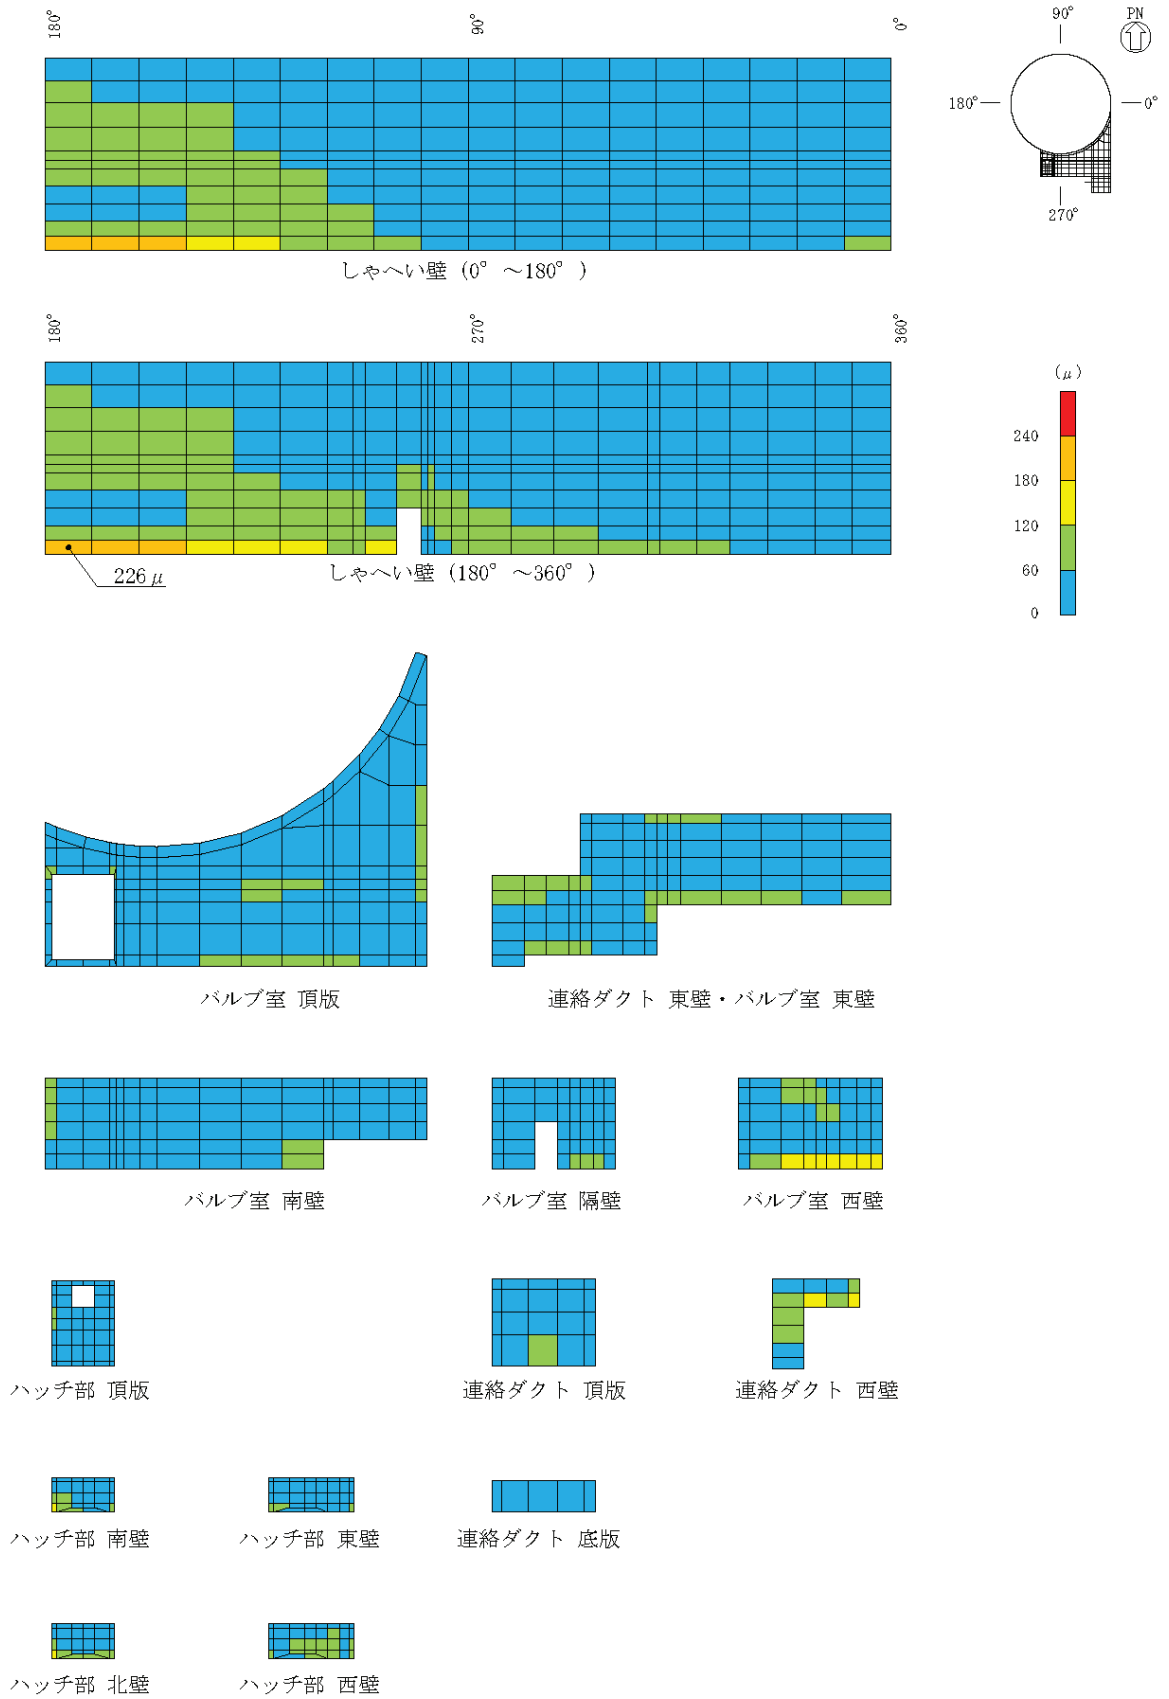 180°
90°
0°
しゃへい壁 (0° ～180° )
90°
PN
180°
0°
270°
180°
270°
360°
226μ
しゃへい壁 (180° ～360° )
(μ)
240
180
120
60
0
バルブ室 頂版
連絡ダクト 東壁・バルブ室 東壁
バルブ室 南壁
バルブ室 隔壁
バルブ室 西壁
ハッチ部 頂版
連絡ダクト 頂版
連絡ダクト 西壁
ハッチ部 南壁
ハッチ部 東壁
連絡ダクト 底版
ハッチ部 北壁
ハッチ部 西壁